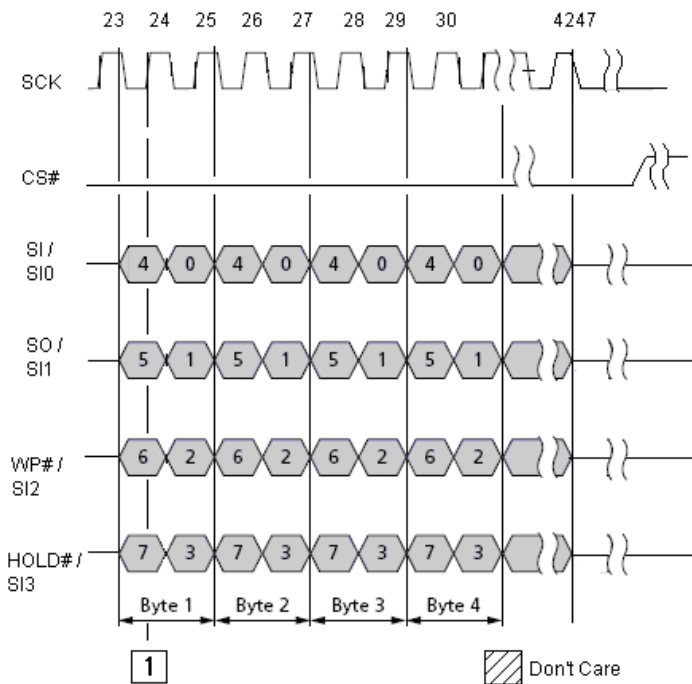 23 24 25 26 27 28 29 30 4247
SCK
CS#
SI /
SI0
4 0 4 0 4 0 4 0
SO /
SI1
5 1 5 1 5 1 5 1
WP# /
SI2
6 2 6 2 6 2 6 2
HOLD# /
SI3
7 3 7 3 7 3 7 3
Byte 1 Byte 2 Byte 3 Byte 4
1
Don't Care